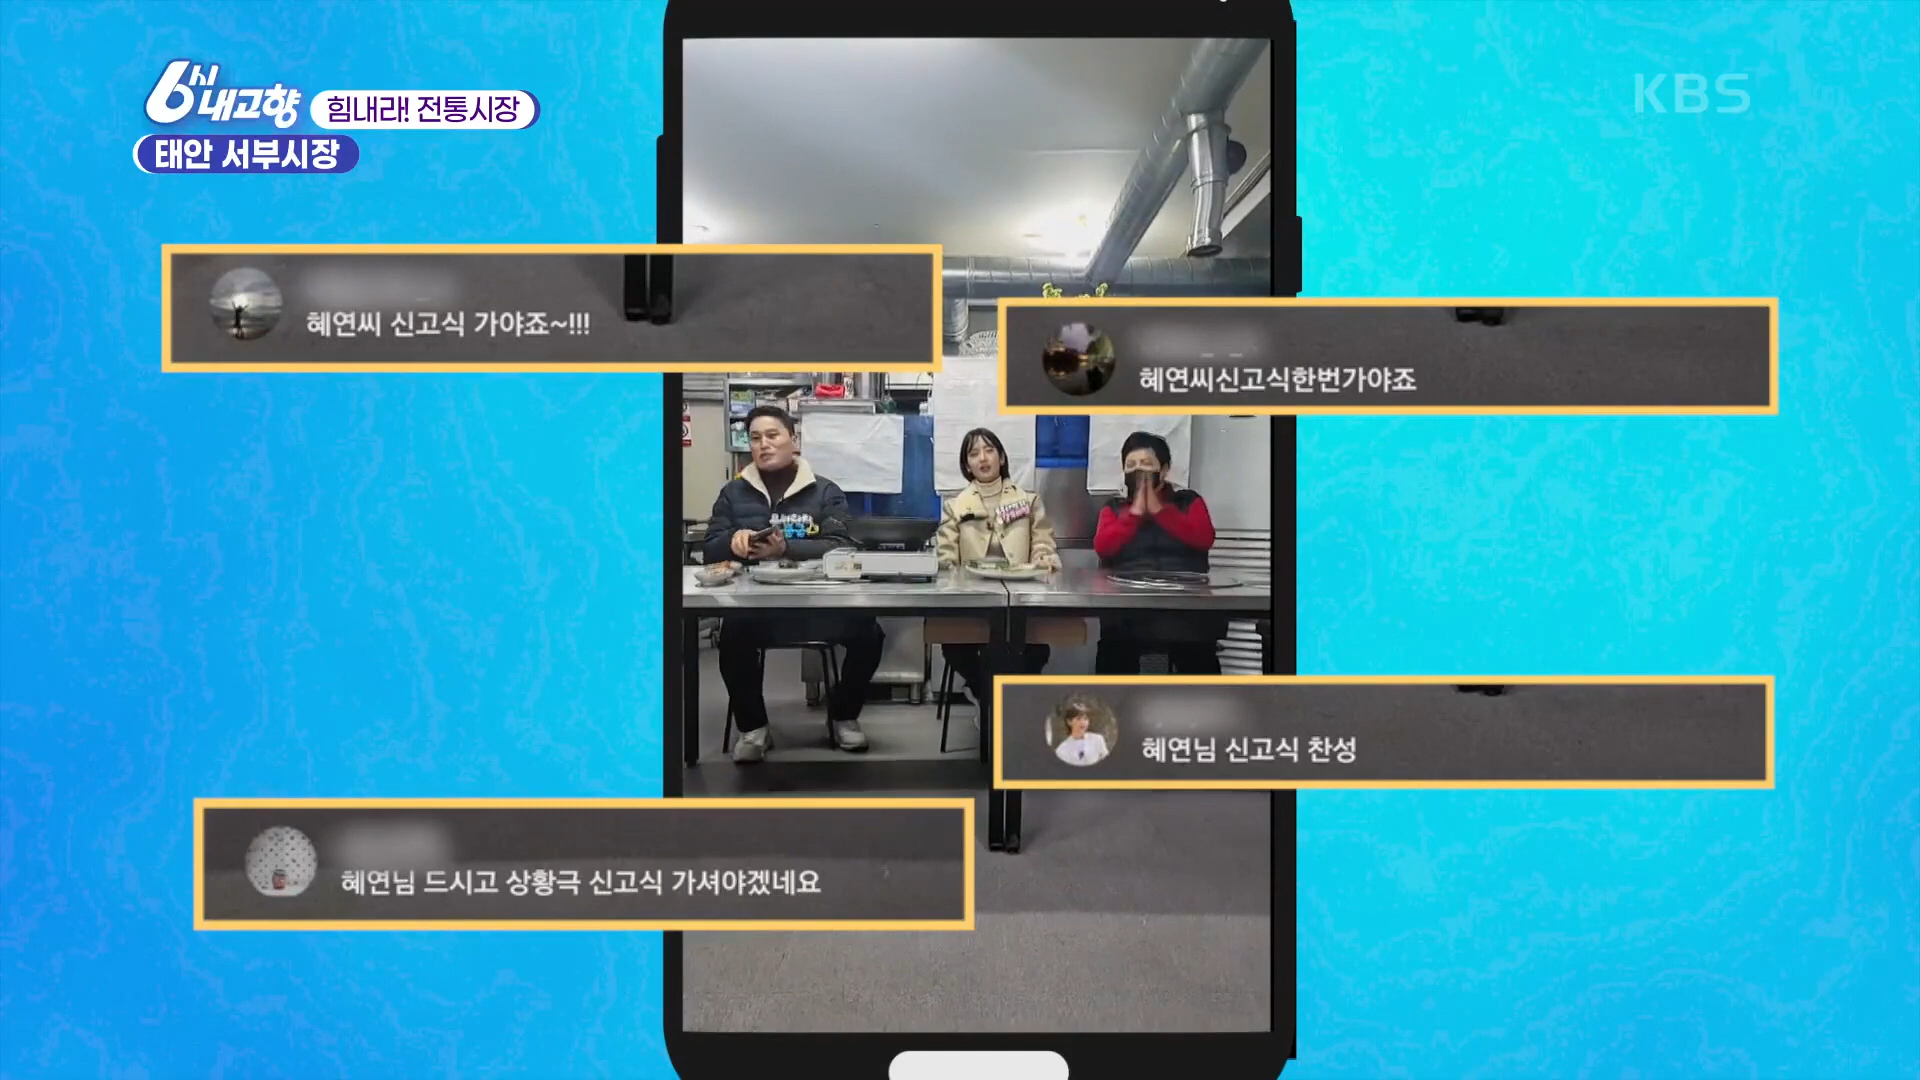 6시 내고향 힘내라! 전통시장
태안 서부시장
KBS
혜연씨 신고식 가야죠~!!!
혜연씨신고식한번가야죠
혜연님 신고식 찬성
혜연님 드시고 상황극 신고식 가셔야겠네요